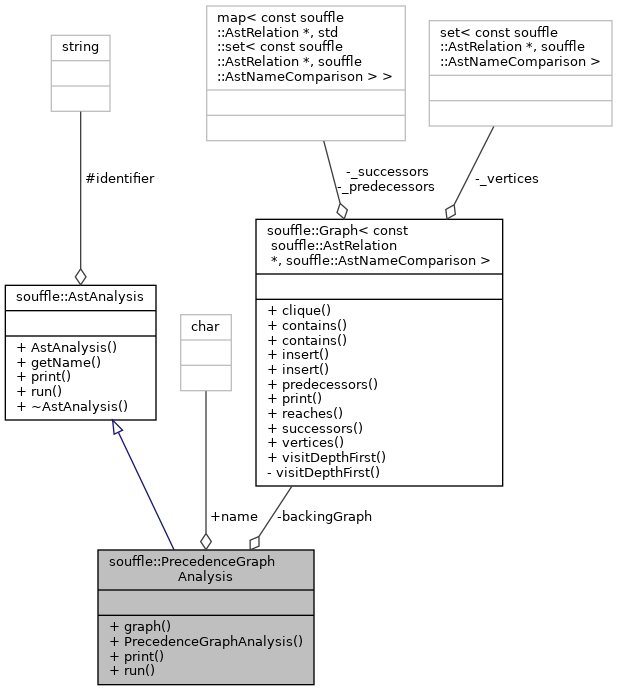 string
map< const souffle
::AstRelation *, std
::set< const souffle
::AstRelation *, souffle
::AstNameComparison > >
set< const souffle
::AstRelation *, souffle
::AstNameComparison >
#identifier
-_successors
-_predecessors
-_vertices
souffle::Graph< const
souffle::AstRelation
*, souffle::AstNameComparison >
+ clique()
+ contains()
+ contains()
+ insert()
+ insert()
+ predecessors()
+ print()
+ reaches()
+ successors()
+ vertices()
+ visitDepthFirst()
- visitDepthFirst()
souffle::AstAnalysis
+ AstAnalysis()
+ getName()
+ print()
+ run()
+ ~AstAnalysis()
char
+name
-backingGraph
souffle::PrecedenceGraph
Analysis
+ graph()
+ PrecedenceGraphAnalysis()
+ print()
+ run()